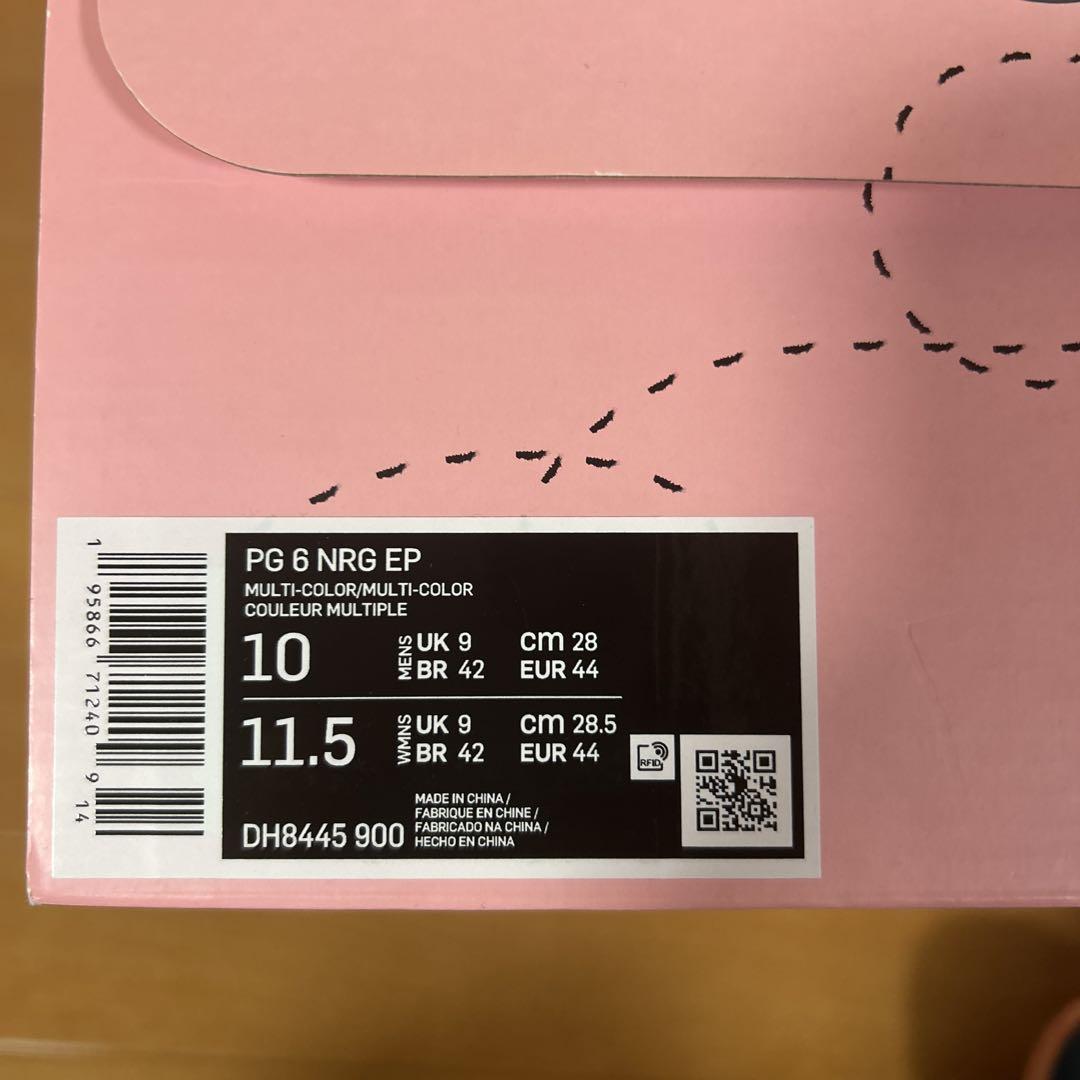 PG 6 NRG EP
MULTI-COLOR/MULTI-COLOR
COULEUR MULTIPLE
10 MENS UK 9 cm 28
BR 42 EUR 44
11.5 WMNS UK 9 cm 28.5
BR 42 EUR 44
RFID
MADE IN CHINA /
FABRIQUE EN CHINE /
FABRICADO NA CHINA /
HECHO EN CHINA
DH8445 900
1 95866 71240 9 14